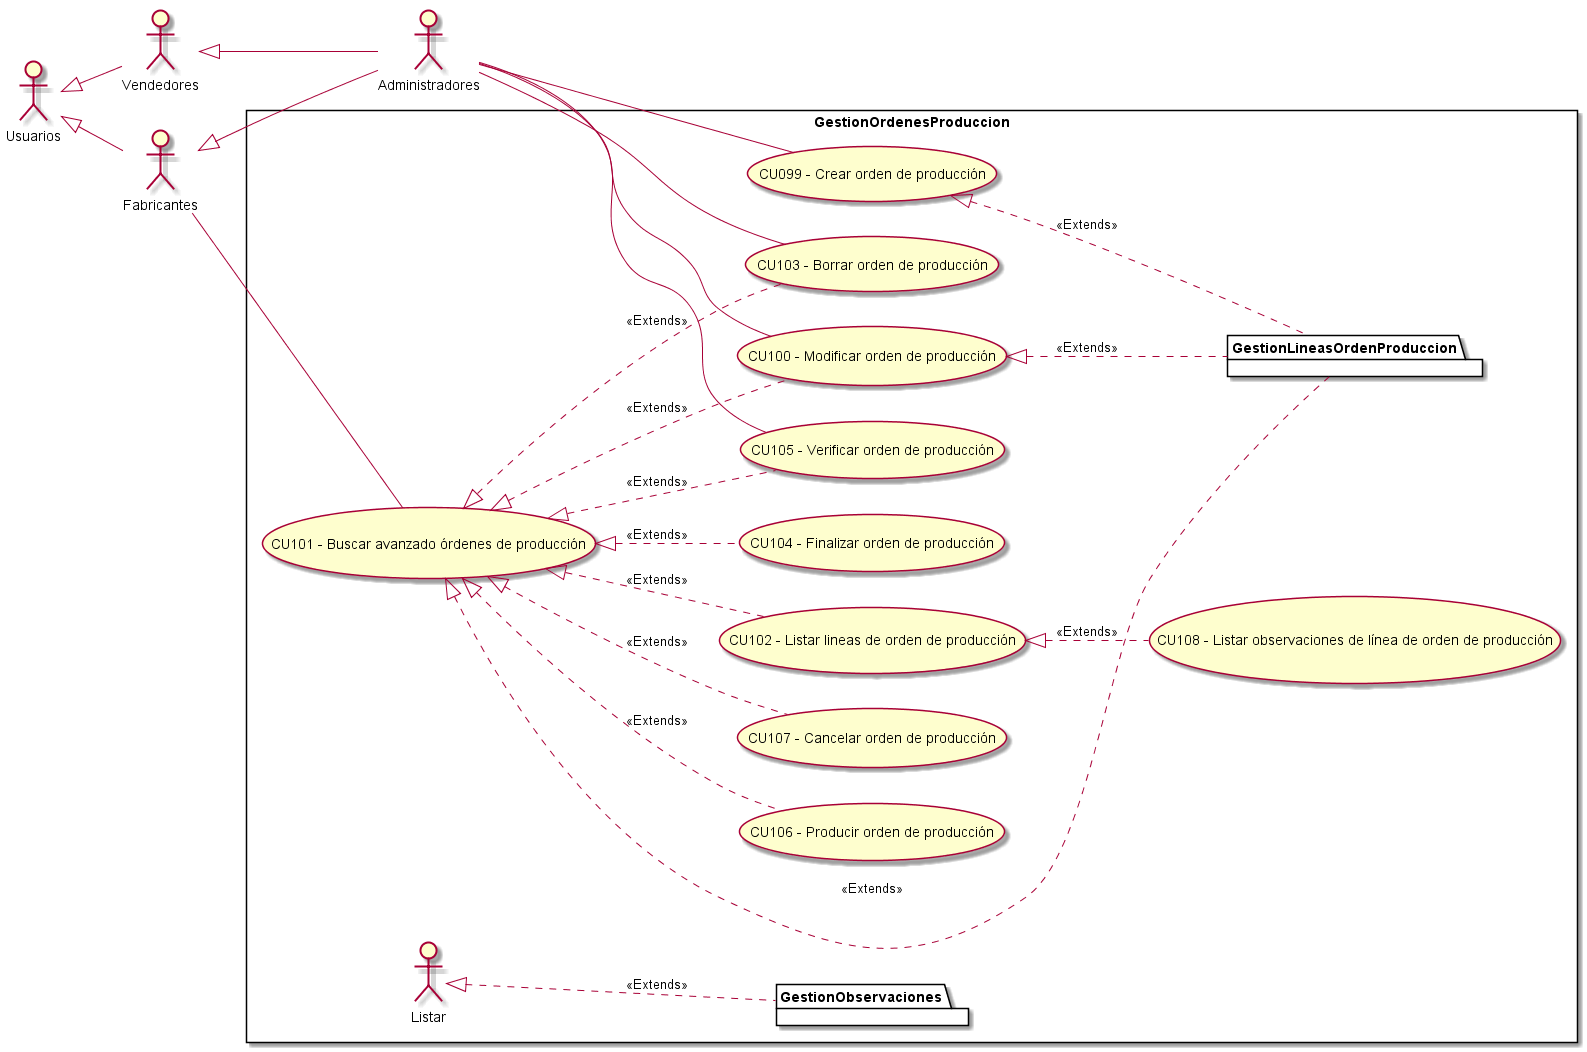 Vendedores
Administradores
Usuarios
Fabricantes
GestionOrdenesProduccion
CU099 - Crear orden de producción
«Extends»
CU103 - Borrar orden de producción
«Extends»
CU100 - Modificar orden de producción
«Extends»
GestionLineasOrdenProduccion
«Extends»
CU105 - Verificar orden de producción
«Extends»
CU101 - Buscar avanzado órdenes de producción
«Extends»
CU104 - Finalizar orden de producción
«Extends»
CU102 - Listar lineas de orden de producción
«Extends»
CU108 - Listar observaciones de línea de orden de producción
«Extends»
CU107 - Cancelar orden de producción
«Extends»
CU106 - Producir orden de producción
«Extends»
Listar
«Extends»
GestionObservaciones